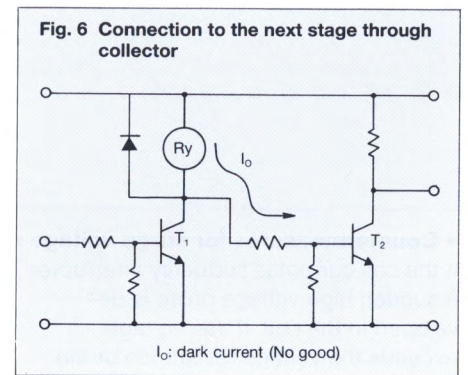 Fig. 6 Connection to the next stage through
collector
Ry
I₀
T₁
T₂
I₀: dark current (No good)